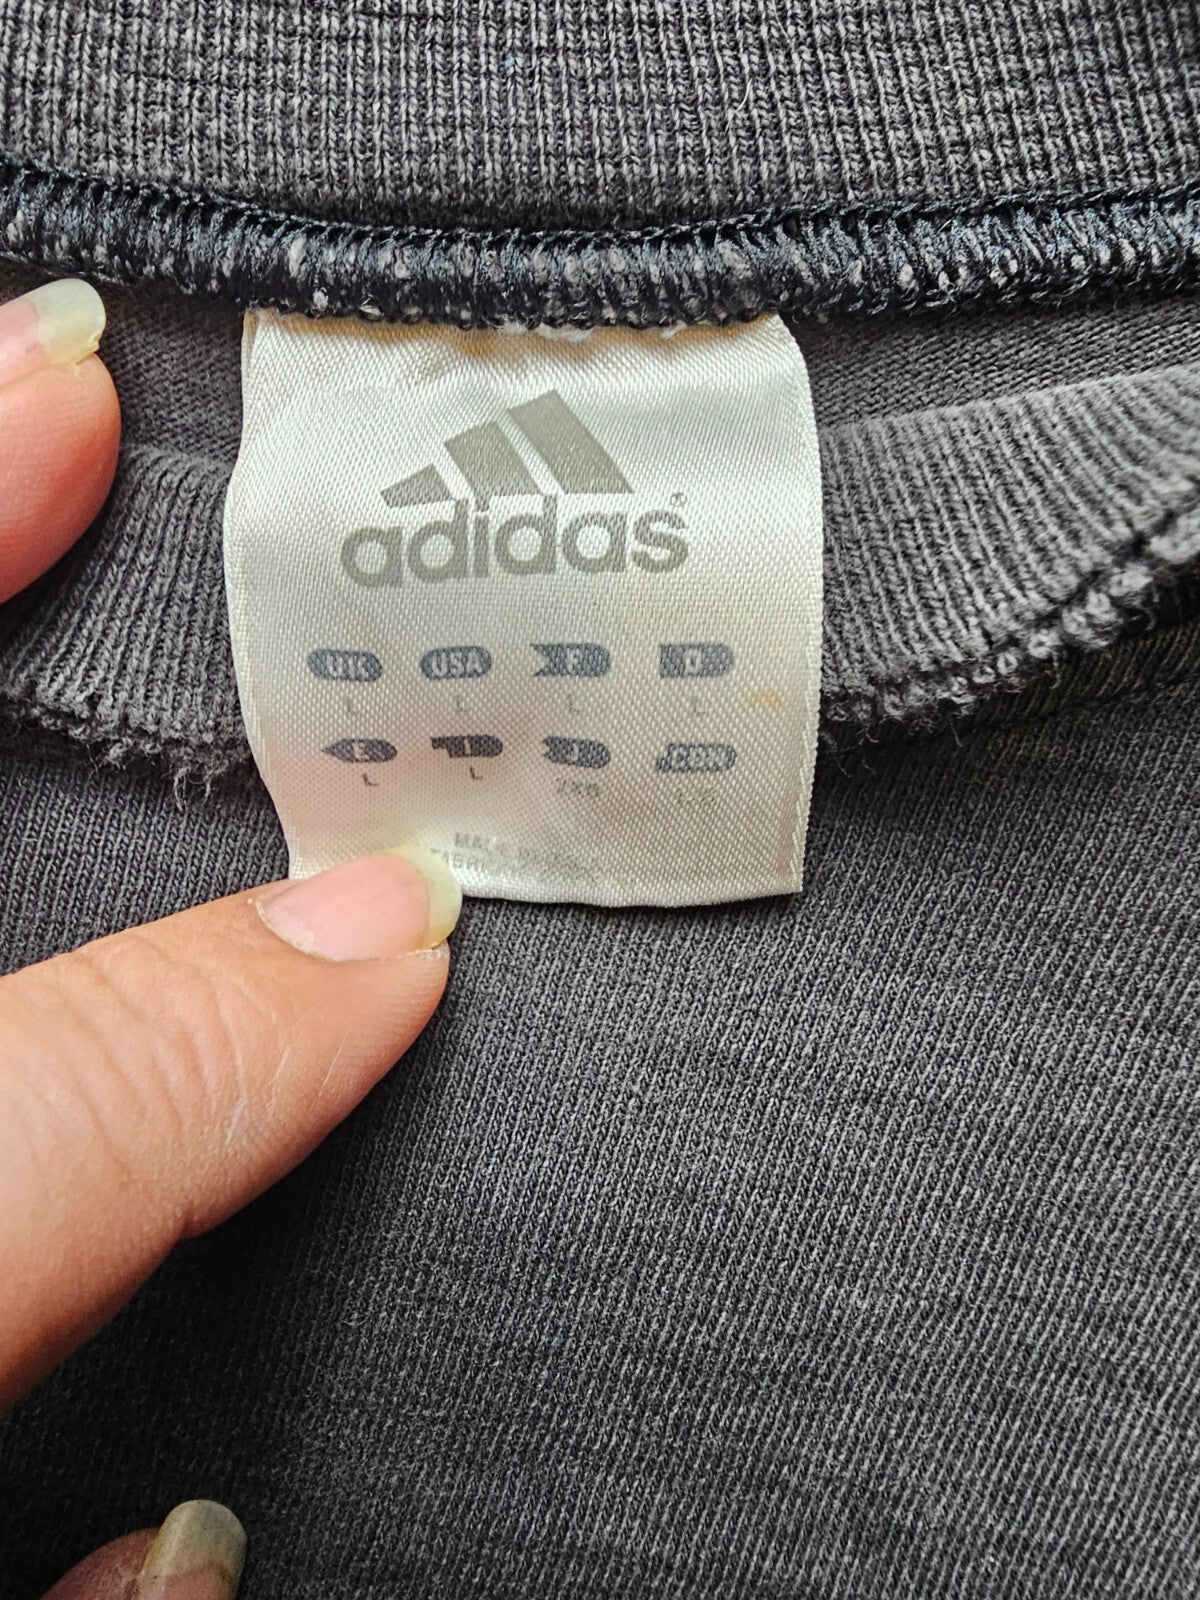 adidas®
UK USA F D
L L L L
E I J CDN
L L